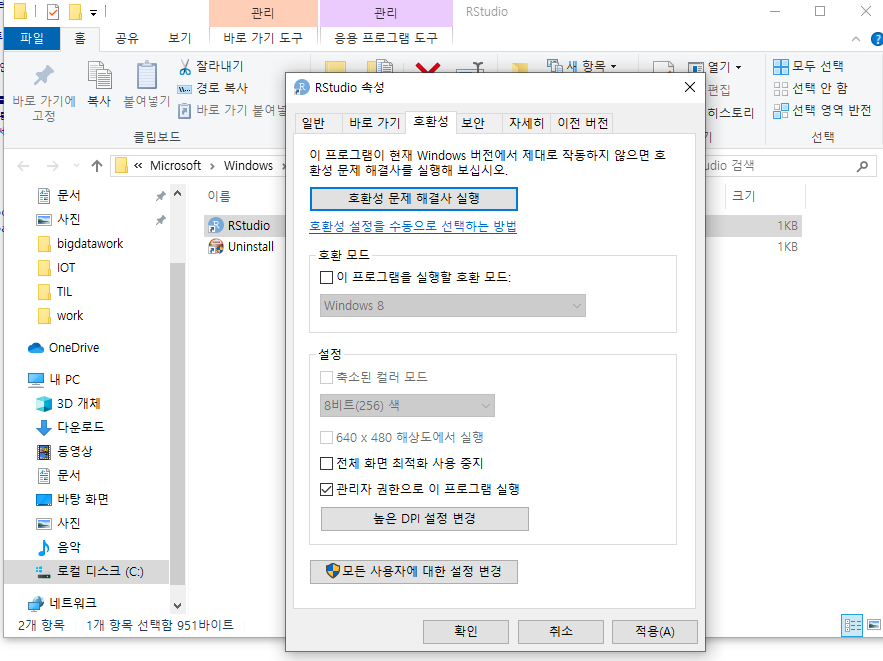 관리
관리
RStudio
파일
홈
공유
보기
바로 가기 도구
응용 프로그램 도구
바로 가기에
고정
복사
붙여넣기
잘라내기
경로 복사
바로 가기 붙여넣
클립보드
새 항목
열기
편집
히스토리
모두 선택
선택 안 함
선택 영역 반전
선택
« Microsoft > Windows >
검색
문서
사진
bigdatawork
IOT
TIL
work
OneDrive
내 PC
3D 개체
다운로드
동영상
문서
바탕 화면
사진
음악
로컬 디스크 (C:)
네트워크
2개 항목
1개 항목 선택함 951바이트
이름
크기
RStudio
1KB
Uninstall
1KB
RStudio 속성
일반
바로 가기
호환성
보안
자세히
이전 버전
이 프로그램이 현재 Windows 버전에서 제대로 작동하지 않으면 호
환성 문제 해결사를 실행해 보십시오.
호환성 문제 해결사 실행
호환성 설정을 수동으로 선택하는 방법
호환 모드
이 프로그램을 실행할 호환 모드:
Windows 8
설정
축소된 컬러 모드
8비트(256) 색
640 x 480 해상도에서 실행
전체 화면 최적화 사용 중지
관리자 권한으로 이 프로그램 실행
높은 DPI 설정 변경
모든 사용자에 대한 설정 변경
확인
취소
적용(A)